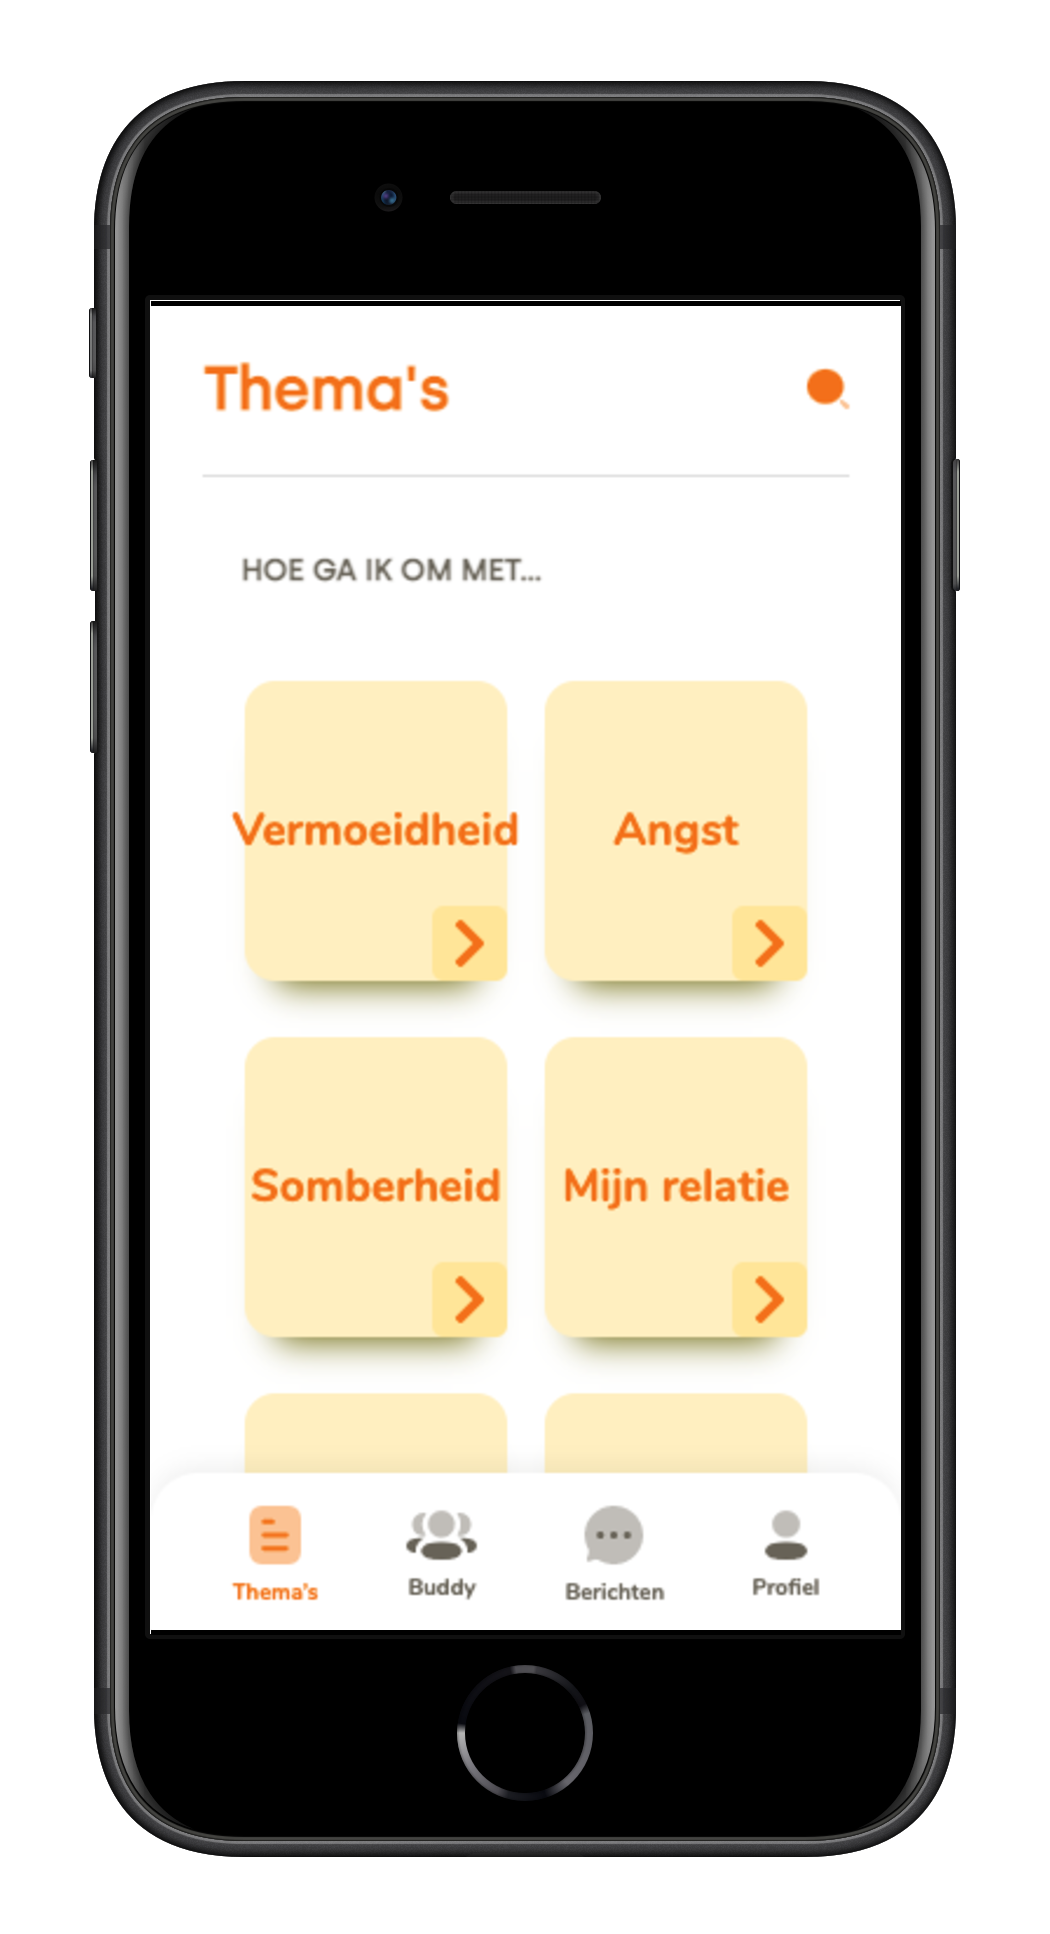 Thema's
HOE GA IK OM MET...
Vermoeidheid
Angst
Somberheid
Mijn relatie
Thema's
Buddy
Berichten
Profiel